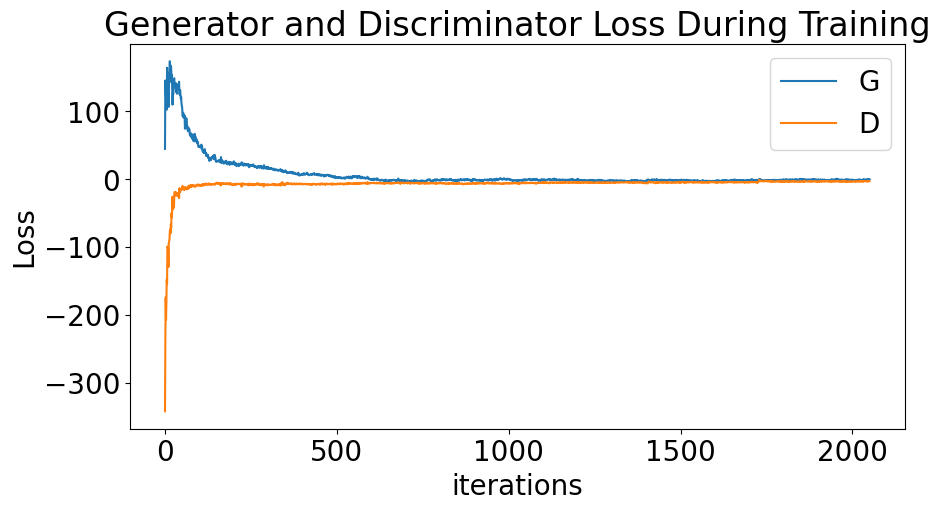 Generator and Discriminator Loss During Training
G
D
100
0
−100
−200
−300
Loss
0 500 1000 1500 2000
iterations